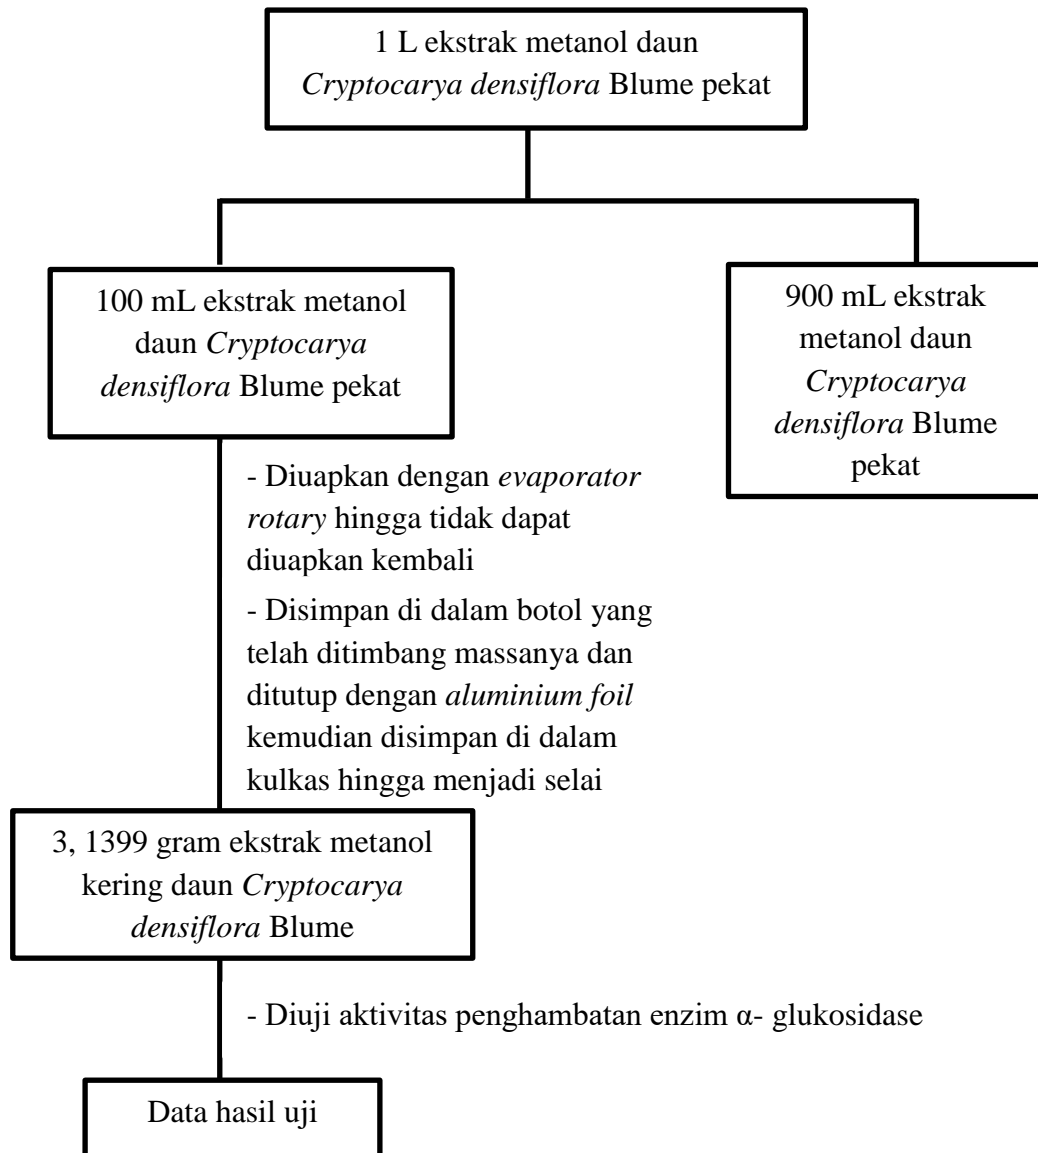 1 L ekstrak metanol daun
Cryptocarya densiflora Blume pekat
100 mL ekstrak metanol
daun Cryptocarya
densiflora Blume pekat
900 mL ekstrak
metanol daun
Cryptocarya
densiflora Blume
pekat
- Diuapkan dengan evaporator
rotary hingga tidak dapat
diuapkan kembali
- Disimpan di dalam botol yang
telah ditimbang massanya dan
ditutup dengan aluminium foil
kemudian disimpan di dalam
kulkas hingga menjadi selai
3, 1399 gram ekstrak metanol
kering daun Cryptocarya
densiflora Blume
- Diuji aktivitas penghambatan enzim α- glukosidase
Data hasil uji